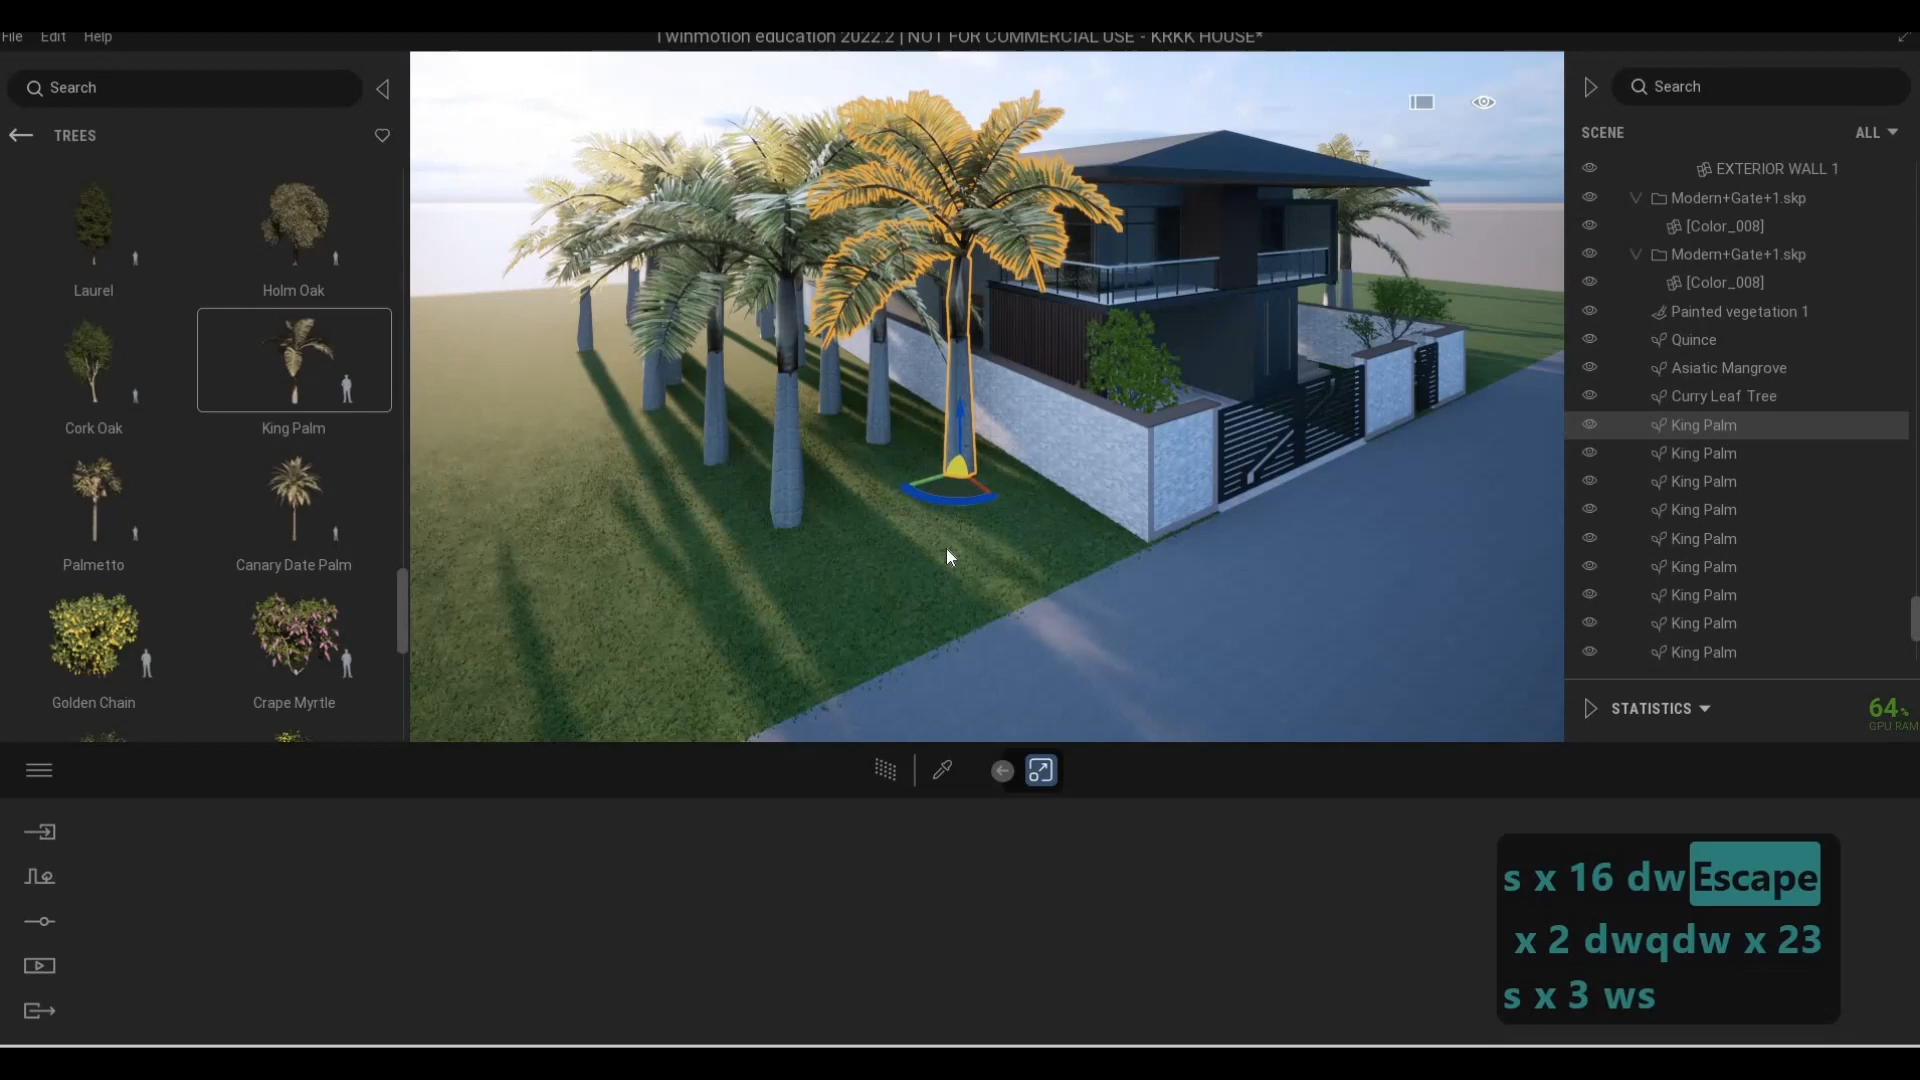 File Edit Help
Twinmotion education 2022.2 | NOT FOR COMMERCIAL USE - KRKK HOUSE*
Search
TREES
Laurel
Holm Oak
Cork Oak
King Palm
Palmetto
Canary Date Palm
Golden Chain
Crape Myrtle
Search
SCENE ALL
EXTERIOR WALL 1
Modern+Gate+1.skp
[Color_008]
Modern+Gate+1.skp
[Color_008]
Painted vegetation 1
Quince
Asiatic Mangrove
Curry Leaf Tree
King Palm
King Palm
King Palm
King Palm
King Palm
King Palm
King Palm
King Palm
King Palm
STATISTICS
64%
GPU RAM
s x 16 dwEscape
x 2 dwqdw x 23
s x 3 ws